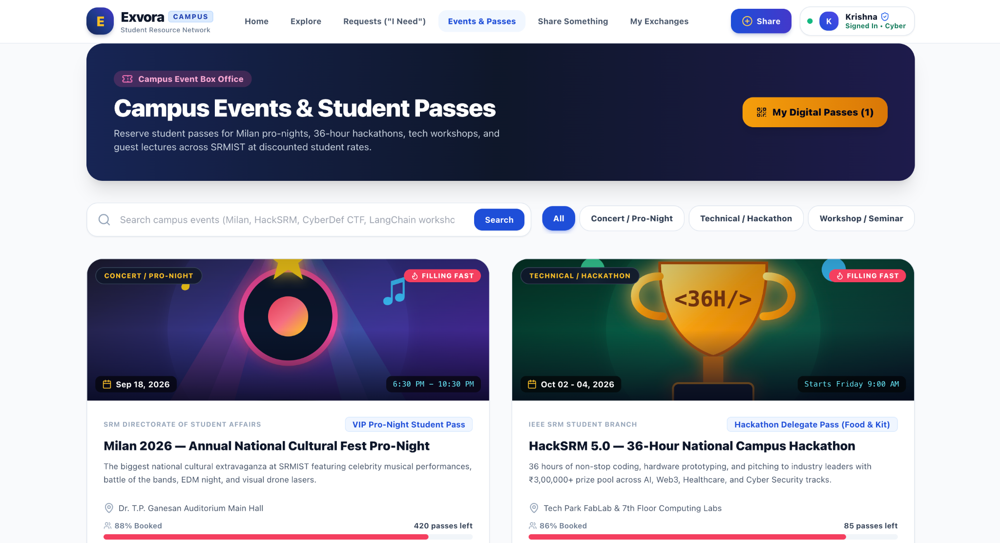 E
Exvora CAMPUS
Student Resource Network
Home
Explore
Requests ("I Need")
Events & Passes
Share Something
My Exchanges
Share
K
Krishna
Signed In • Cyber
Campus Event Box Office
Campus Events & Student Passes
Reserve student passes for Milan pro-nights, 36-hour hackathons, tech workshops, and
guest lectures across SRMIST at discounted student rates.
My Digital Passes (1)
Search campus events (Milan, HackSRM, CyberDef CTF, LangChain worksho
Search
All
Concert / Pro-Night
Technical / Hackathon
Workshop / Seminar
CONCERT / PRO-NIGHT
FILLING FAST
Sep 18, 2026
6:30 PM – 10:30 PM
SRM DIRECTORATE OF STUDENT AFFAIRS
VIP Pro-Night Student Pass
Milan 2026 — Annual National Cultural Fest Pro-Night
The biggest national cultural extravaganza at SRMIST featuring celebrity musical performances,
battle of the bands, EDM night, and visual drone lasers.
Dr. T.P. Ganesan Auditorium Main Hall
88% Booked
420 passes left
TECHNICAL / HACKATHON
FILLING FAST
<36H/>
Oct 02 - 04, 2026
Starts Friday 9:00 AM
IEEE SRM STUDENT BRANCH
Hackathon Delegate Pass (Food & Kit)
HackSRM 5.0 — 36-Hour National Campus Hackathon
36 hours of non-stop coding, hardware prototyping, and pitching to industry leaders with
₹3,00,000+ prize pool across AI, Web3, Healthcare, and Cyber Security tracks.
Tech Park FabLab & 7th Floor Computing Labs
86% Booked
85 passes left